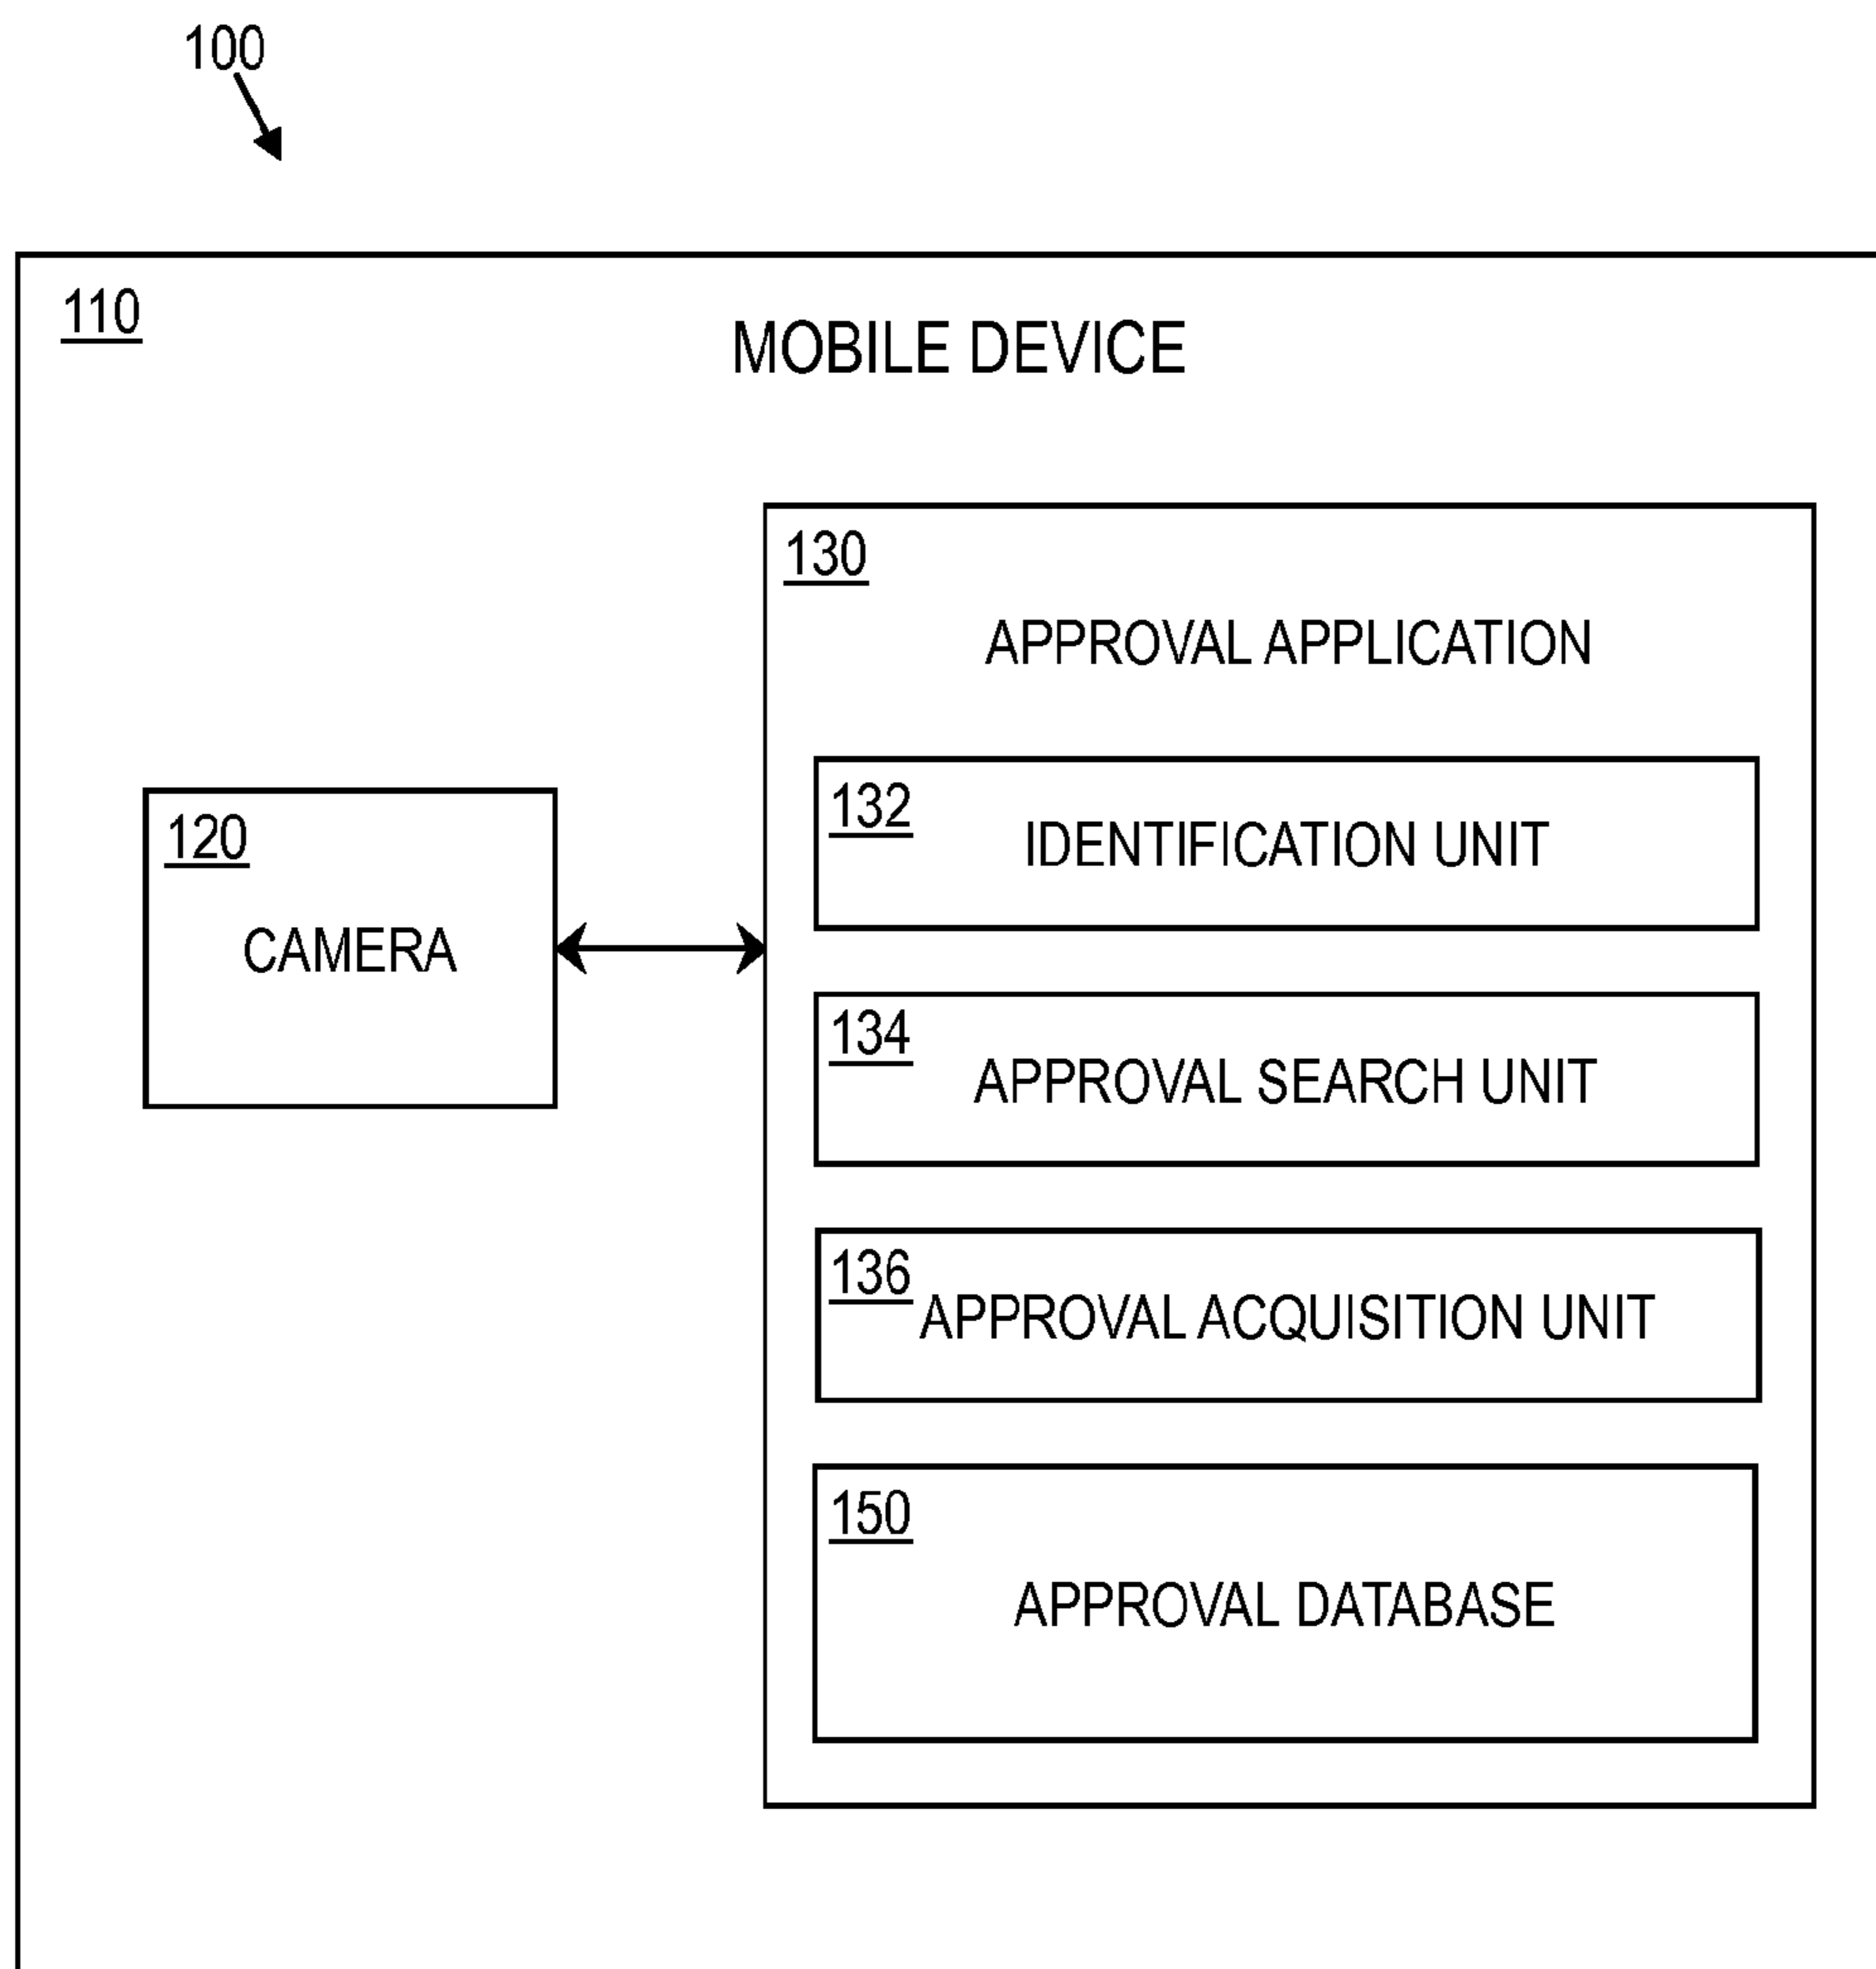 100
110
MOBILE DEVICE
130
APPROVAL APPLICATION
132
IDENTIFICATION UNIT
120
CAMERA
134
APPROVAL SEARCH UNIT
136
APPROVAL ACQUISITION UNIT
150
APPROVAL DATABASE